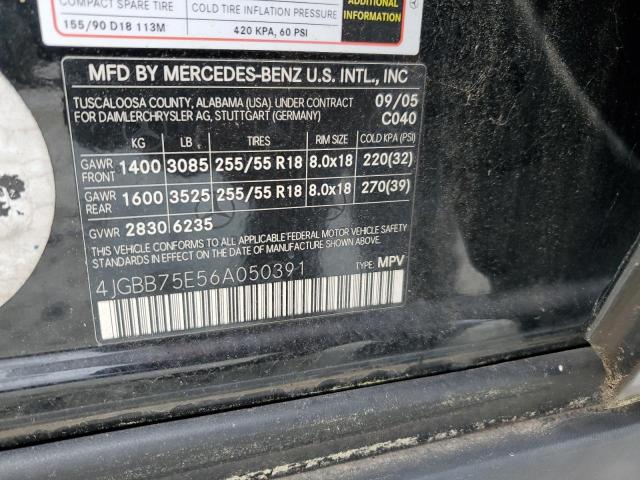 COMPACT SPARE TIRE COLD TIRE INFLATION PRESSURE ADDITIONAL
155/90 D18 113M 420 KPA, 60 PSI INFORMATION
MFD BY MERCEDES-BENZ U.S. INTL., INC
TUSCALOOSA COUNTY, ALABAMA (USA). UNDER CONTRACT 09/05
FOR DAIMLERCHRYSLER AG, STUTTGART (GERMANY) C040
KG LB TIRES RIM SIZE COLD KPA (PSI)
GAWR FRONT 1400 3085 255/55 R18 8.0x18 220(32)
GAWR REAR 1600 3525 255/55 R18 8.0x18 270(39)
GVWR 2830 6235
THIS VEHICLE CONFORMS TO ALL APPLICABLE FEDERAL MOTOR VEHICLE SAFETY
STANDARDS IN EFFECT ON THE DATE OF MANUFACTURE SHOWN ABOVE.
4JGBB75E56A050391 TYPE: MPV